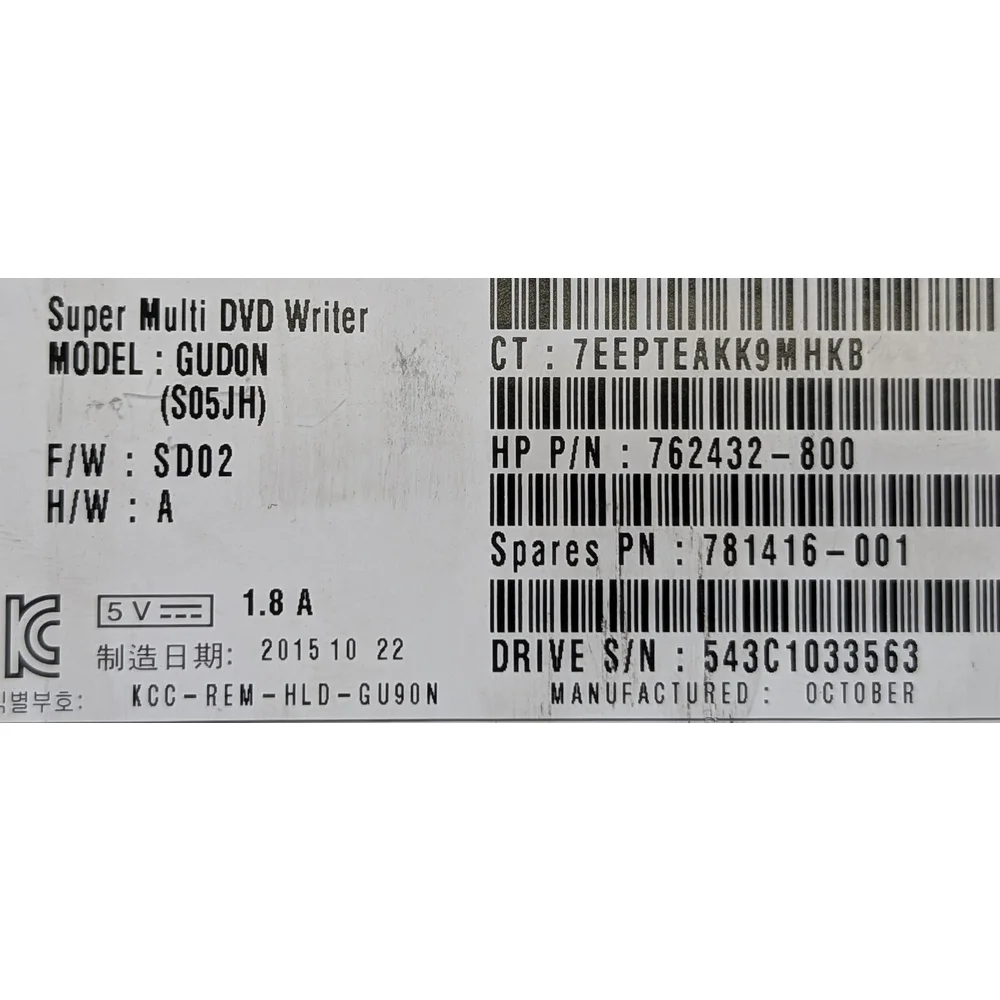 Super Multi DVD Writer
MODEL : GUD0N
(S05JH)
F/W : SD02
H/W : A
5 V 1.8 A
制造日期: 2015 10 22
식별부호: KCC-REM-HLD-GU90N
CT : 7EEPTEAKK9MHKB
HP P/N : 762432-800
Spares PN : 781416-001
DRIVE S/N : 543C1033563
MANUFACTURED : OCTOBER